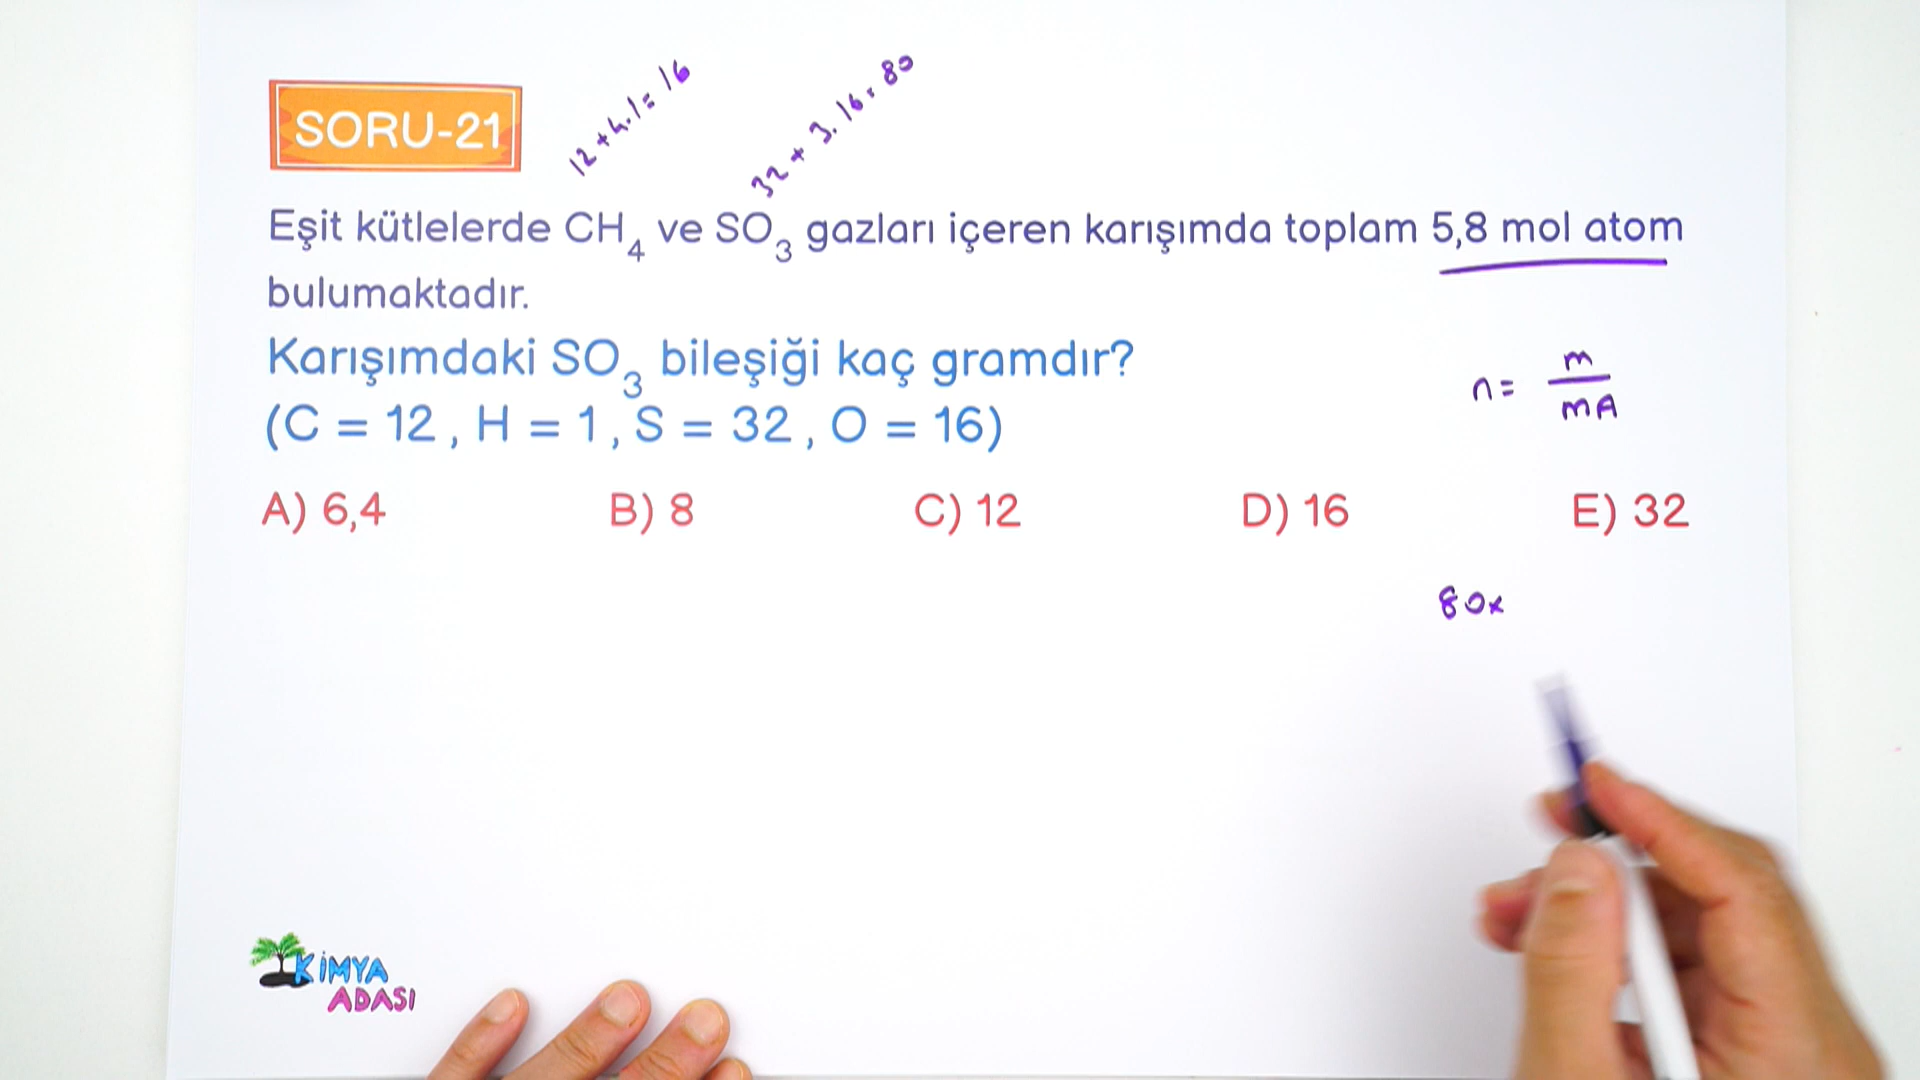 SORU-21
12+4.1=16
32+3.16=80
Eşit kütlelerde CH₄ ve SO₃ gazları içeren karışımda toplam 5,8 mol atom
bulumaktadır.
Karışımdaki SO₃ bileşiği kaç gramdır?
(C = 12 , H = 1 , S = 32 , O = 16)
n= m/mA
A) 6,4 B) 8 C) 12 D) 16 E) 32
80x
KİMYA
ADASI